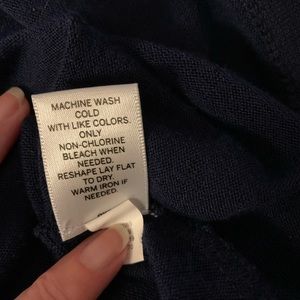 MACHINE WASH
COLD
WITH LIKE COLORS.
ONLY
NON-CHLORINE
BLEACH WHEN
NEEDED.
RESHAPE LAY FLAT
TO DRY.
WARM IRON IF
NEEDED.